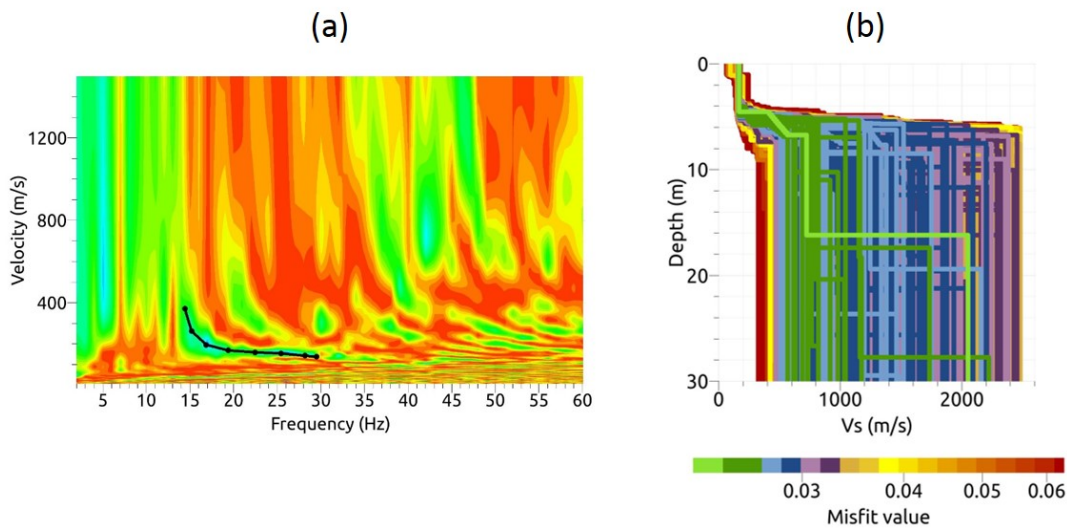 (a)
(b)
Velocity (m/s)
1200
800
400
5 10 15 20 25 30 35 40 45 50 55 60
Frequency (Hz)
Depth (m)
0
10
20
30
0 1000 2000
Vs (m/s)
0.03 0.04 0.05 0.06
Misfit value